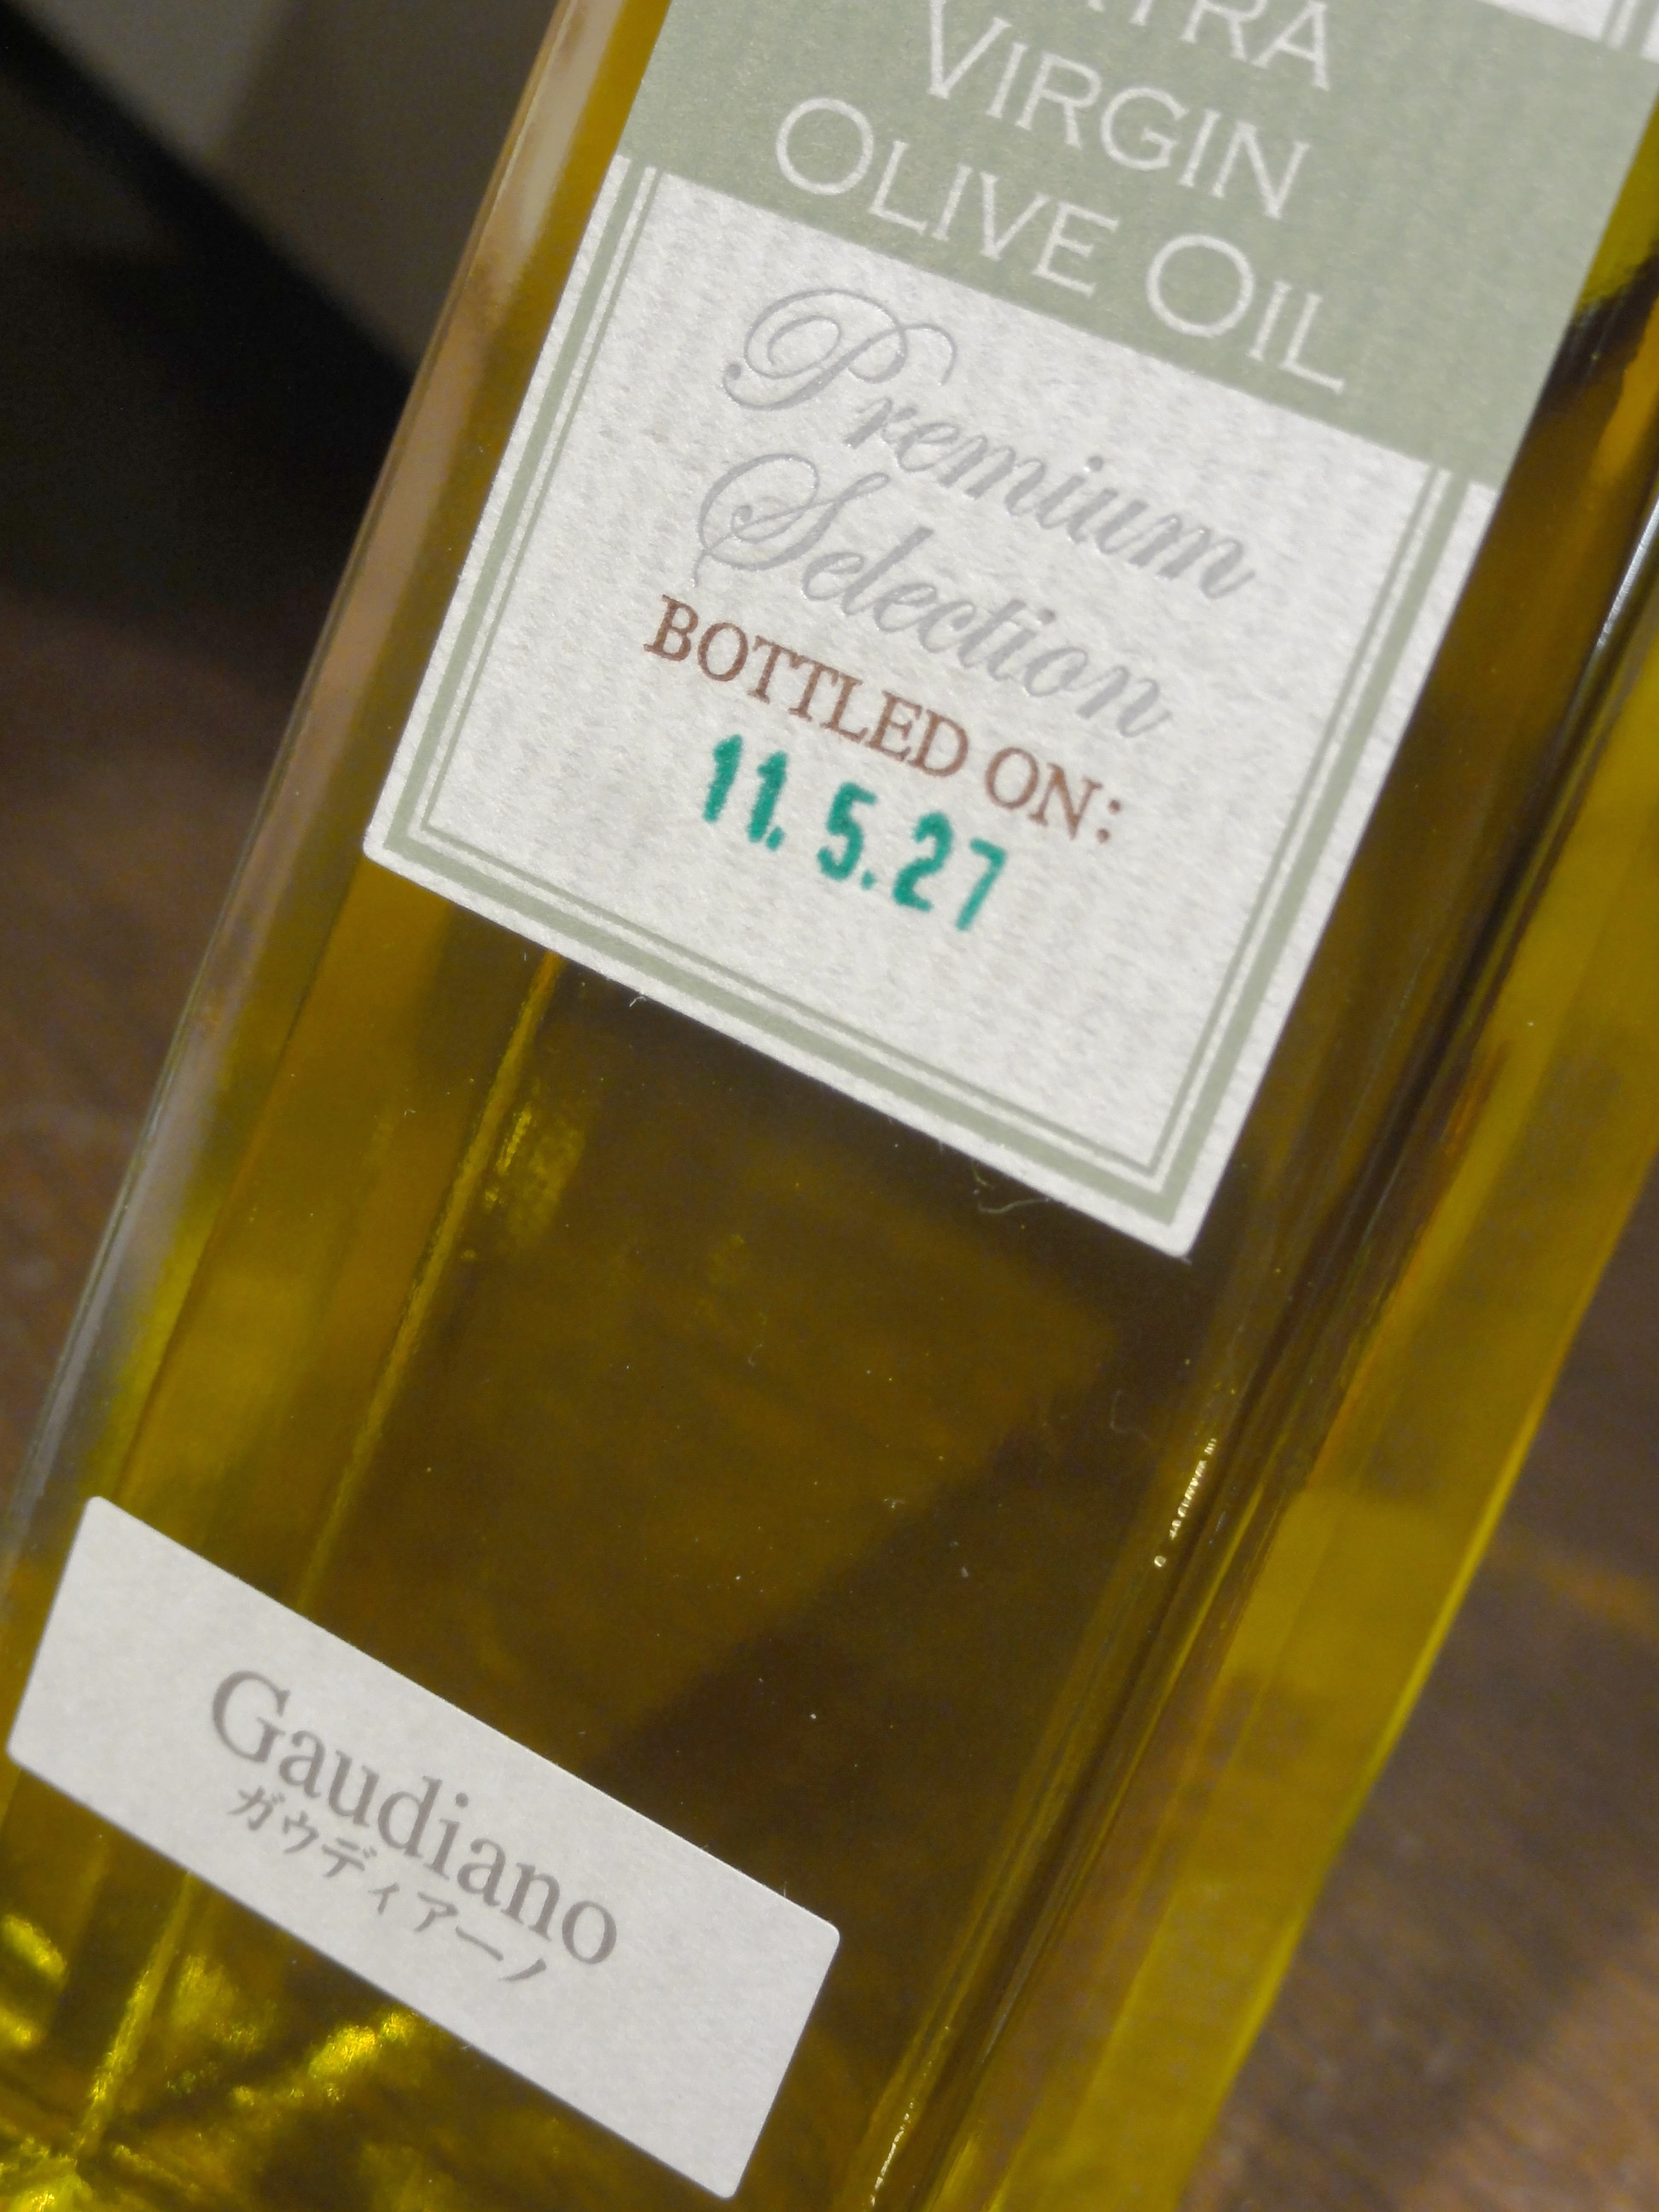 VIRGIN
OLIVE OIL
Premium
Selection
BOTTLED ON:
11. 5.27
Gaudiano
ガウディアーノ